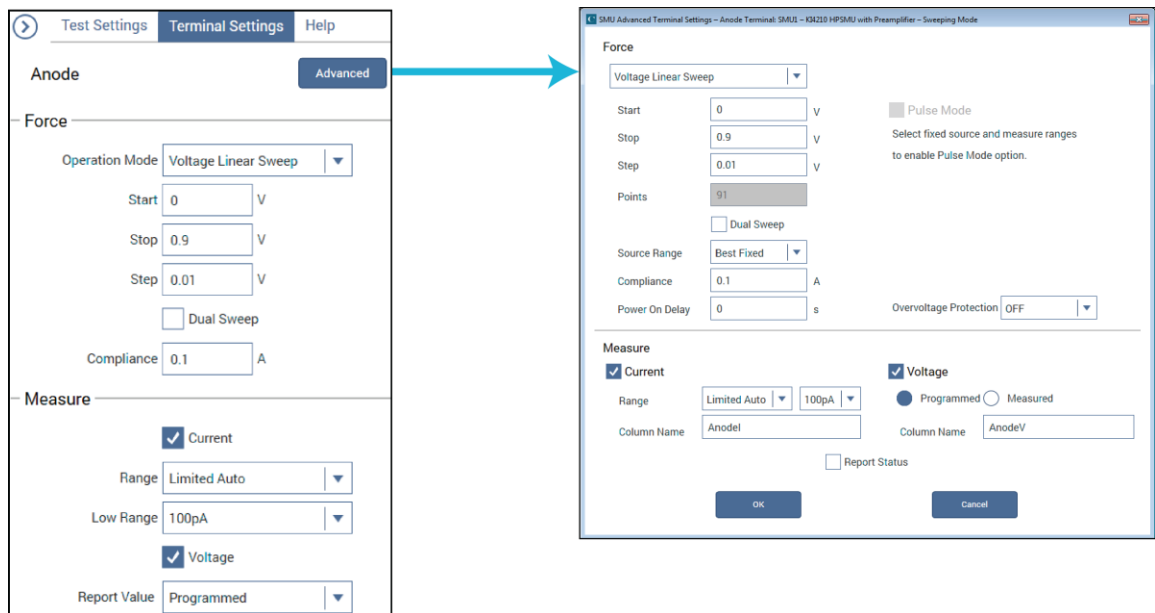 Test Settings Terminal Settings Help
Anode Advanced
Force
Operation Mode Voltage Linear Sweep
Start 0 V
Stop 0.9 V
Step 0.01 V
Dual Sweep
Compliance 0.1 A
Measure
Current
Range Limited Auto
Low Range 100pA
Voltage
Report Value Programmed
SMU Advanced Terminal Settings – Anode Terminal: SMU1 – KI4210 HPSMU with Preamplifier – Sweeping Mode
Force
Voltage Linear Sweep
Start 0 V
Pulse Mode
Stop 0.9 V
Select fixed source and measure ranges
to enable Pulse Mode option.
Step 0.01 V
Points 91
Dual Sweep
Source Range Best Fixed
Compliance 0.1 A
Power On Delay 0 s
Overvoltage Protection OFF
Measure
Current
Voltage
Range Limited Auto 100pA
Programmed Measured
Column Name AnodeI
Column Name AnodeV
Report Status
OK Cancel